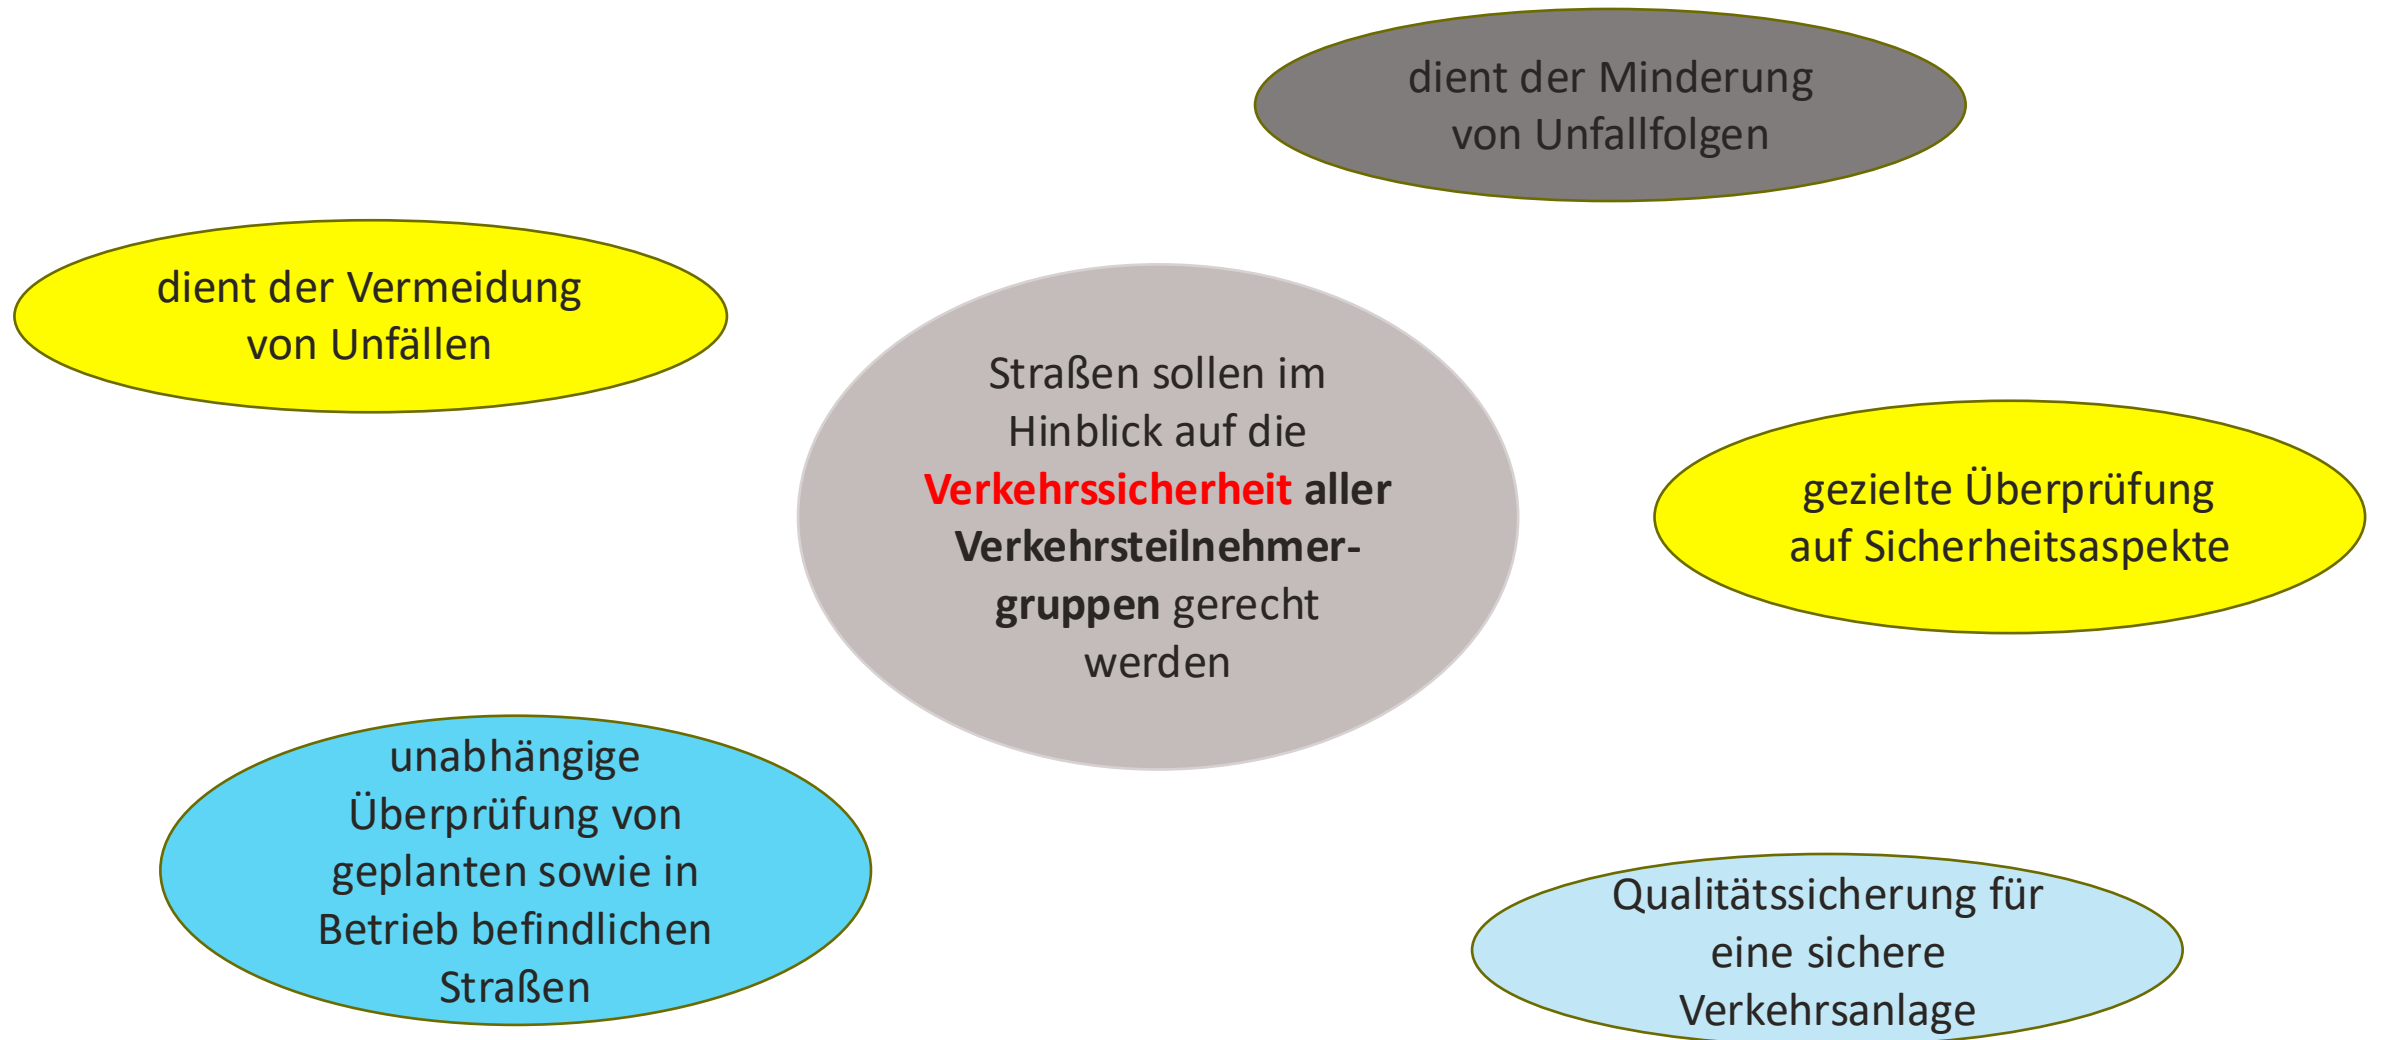 dient der Minderung
von Unfallfolgen
dient der Vermeidung
von Unfällen
Straßen sollen im
Hinblick auf die
Verkehrssicherheit aller
Verkehrsteilnehmer-
gruppen gerecht
werden
gezielte Überprüfung
auf Sicherheitsaspekte
unabhängige
Überprüfung von
geplanten sowie in
Betrieb befindlichen
Straßen
Qualitätssicherung für
eine sichere
Verkehrsanlage